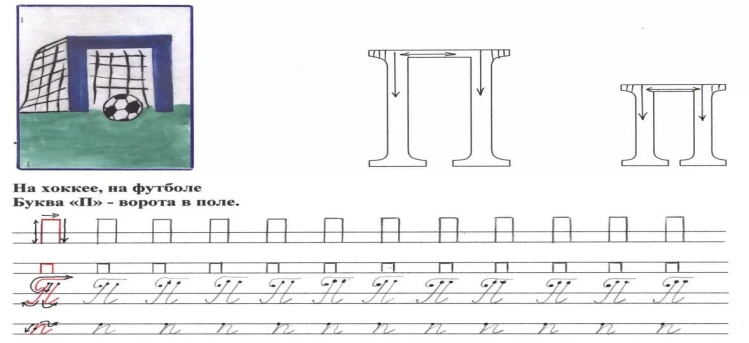 П п
На хоккее, на футболе
Буква «П» - ворота в поле.
П П П П П П П П П П П П
п п п п п п п п п п п п
П П П П П П П П П П П П
п п п п п п п п п п п п